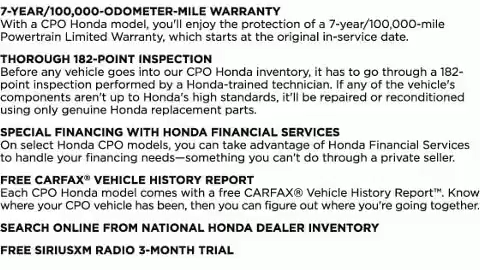 7-YEAR/100,000-ODOMETER-MILE WARRANTY
With a CPO Honda model, you'll enjoy the protection of a 7-year/100,000-mile
Powertrain Limited Warranty, which starts at the original in-service date.
THOROUGH 182-POINT INSPECTION
Before any vehicle goes into our CPO Honda inventory, it has to go through a 182-
point inspection performed by a Honda-trained technician. If any of the vehicle's
components aren't up to Honda's high standards, it'll be repaired or reconditioned
using only genuine Honda replacement parts.
SPECIAL FINANCING WITH HONDA FINANCIAL SERVICES
On select Honda CPO models, you can take advantage of Honda Financial Services
to handle your financing needs—something you can't do through a private seller.
FREE CARFAX® VEHICLE HISTORY REPORT
Each CPO Honda model comes with a free CARFAX® Vehicle History Report™. Know
where your CPO vehicle has been, then you can figure out where you're going together.
SEARCH ONLINE FROM NATIONAL HONDA DEALER INVENTORY
FREE SIRIUSXM RADIO 3-MONTH TRIAL